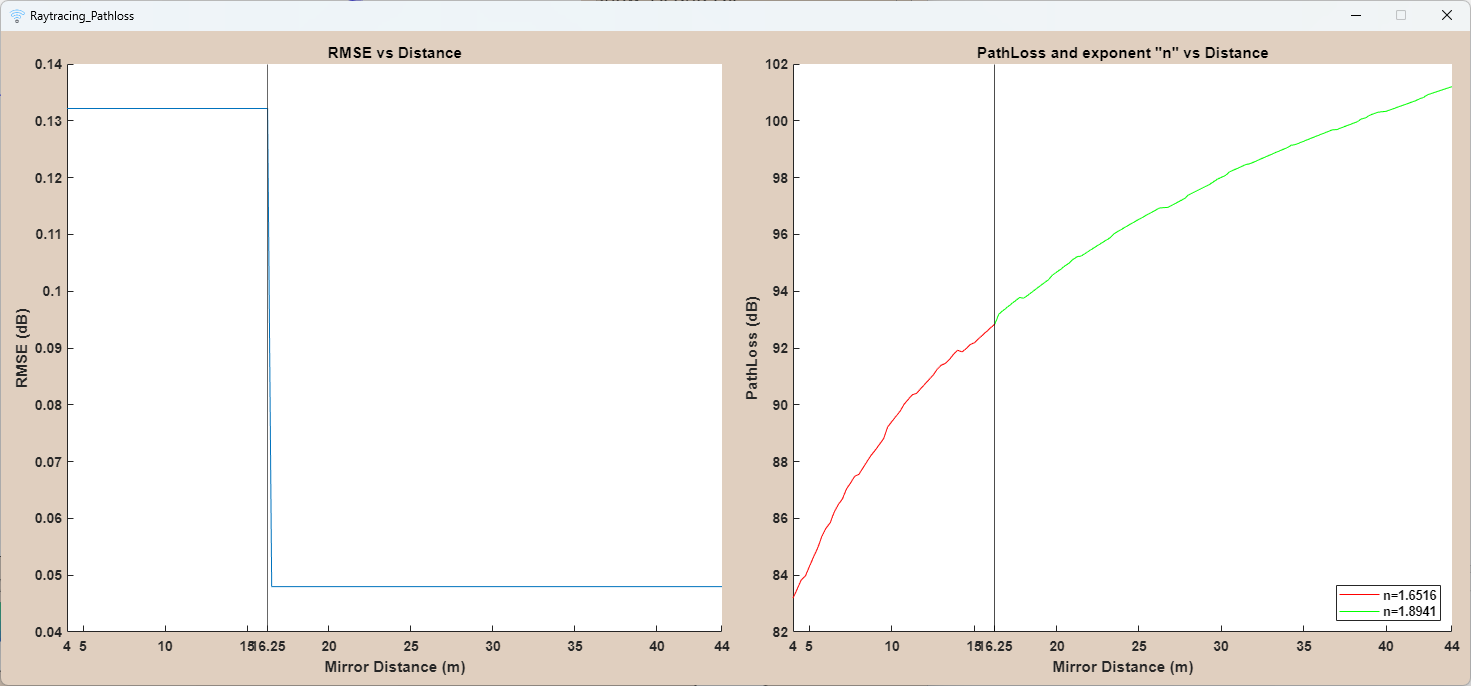 Raytracing_Pathloss
RMSE vs Distance
0.14
0.13
0.12
0.11
0.1
0.09
0.08
0.07
0.06
0.05
0.04
RMSE (dB)
4 5 10 15 16.25 20 25 30 35 40 44
Mirror Distance (m)
PathLoss and exponent "n" vs Distance
102
100
98
96
94
92
90
88
86
84
82
PathLoss (dB)
n=1.6516
n=1.8941
4 5 10 15 16.25 20 25 30 35 40 44
Mirror Distance (m)